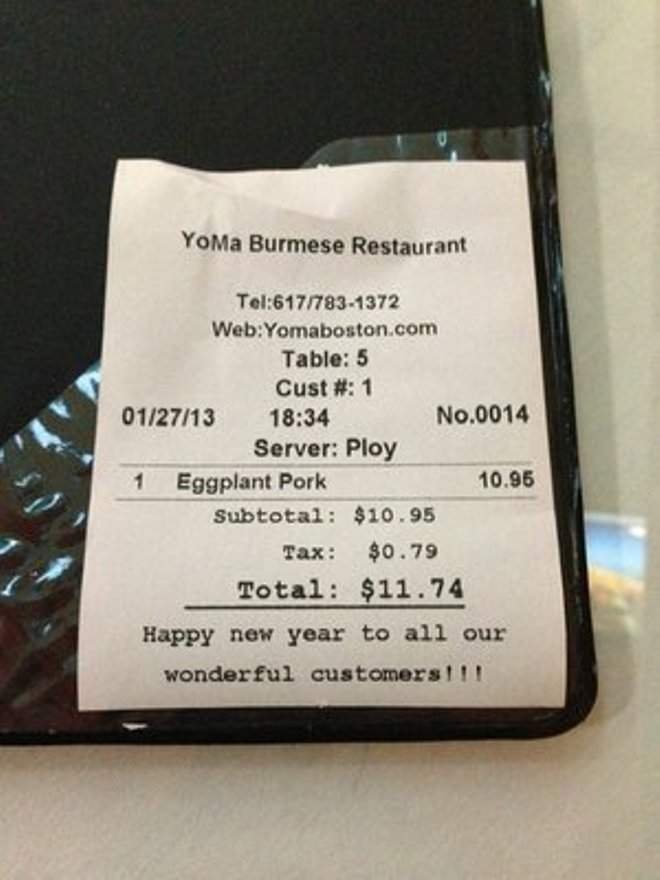 YoMa Burmese Restaurant
Tel:617/783-1372
Web:Yomaboston.com
Table: 5
Cust #: 1
01/27/13 18:34 No.0014
Server: Ploy
1 Eggplant Pork 10.95
Subtotal: $10.95
Tax: $0.79
Total: $11.74
Happy new year to all our
wonderful customers!!!